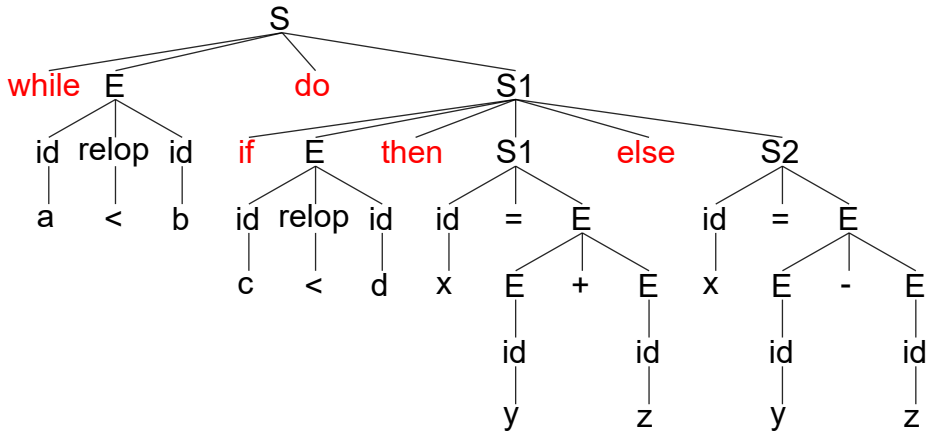 S
while E do S1
id relop id if E then S1 else S2
a < b id relop id id = E id = E
c < d x E + E x E - E
id id id id
y z y z